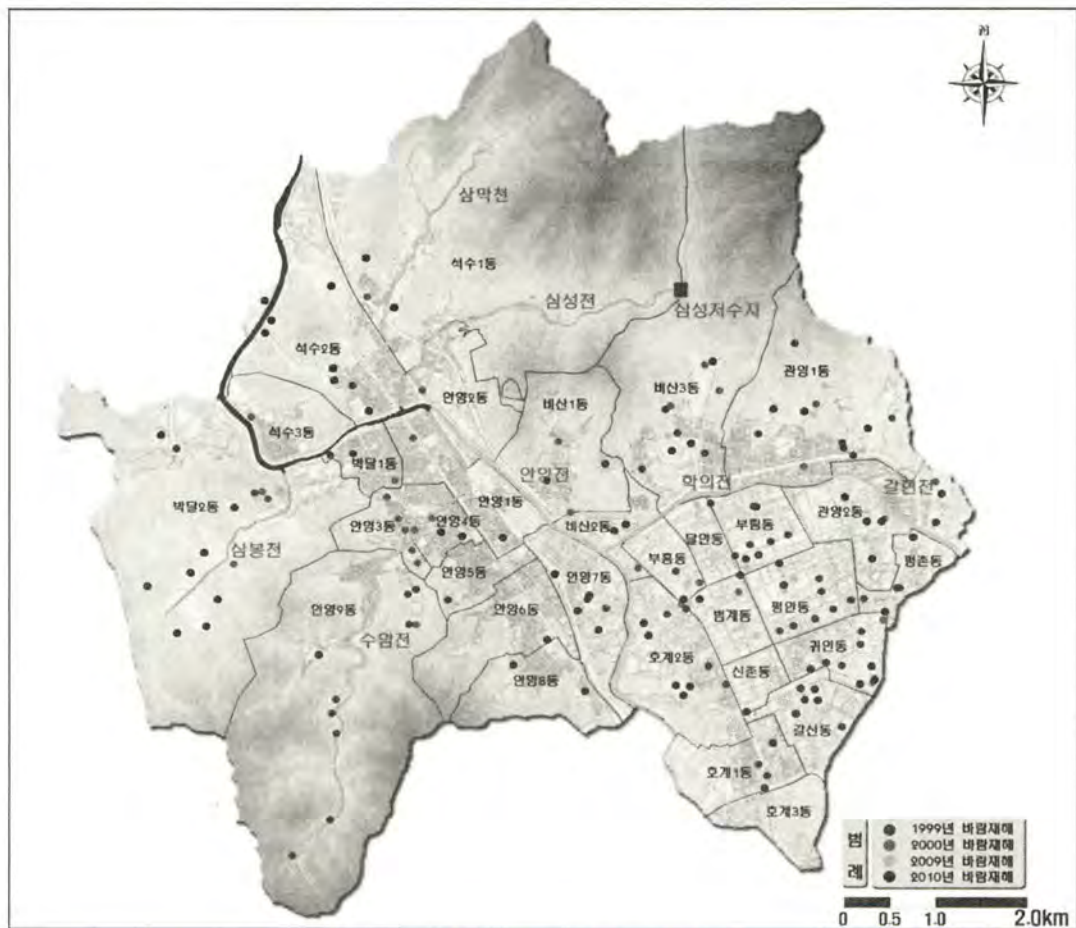 삼막천
석수1동
삼성천
삼성저수지
석수2동
관양1동
안양2동
비산3동
비산1동
석수3동
박달1동
안양천
학의천
박달2동
안양1동
갈현천
안양3동
안양4동
비산2동
관양2동
부림동
달안동
삼봉천
부흥동
평촌동
안양5동
안양7동
안양9동
안양6동
범계동
평안동
수암천
귀인동
호계2동
신촌동
안양8동
갈산동
호계1동
호계3동
범례
1999년 바람재해
2000년 바람재해
2009년 바람재해
2010년 바람재해
0 0.5 1.0 2.0km